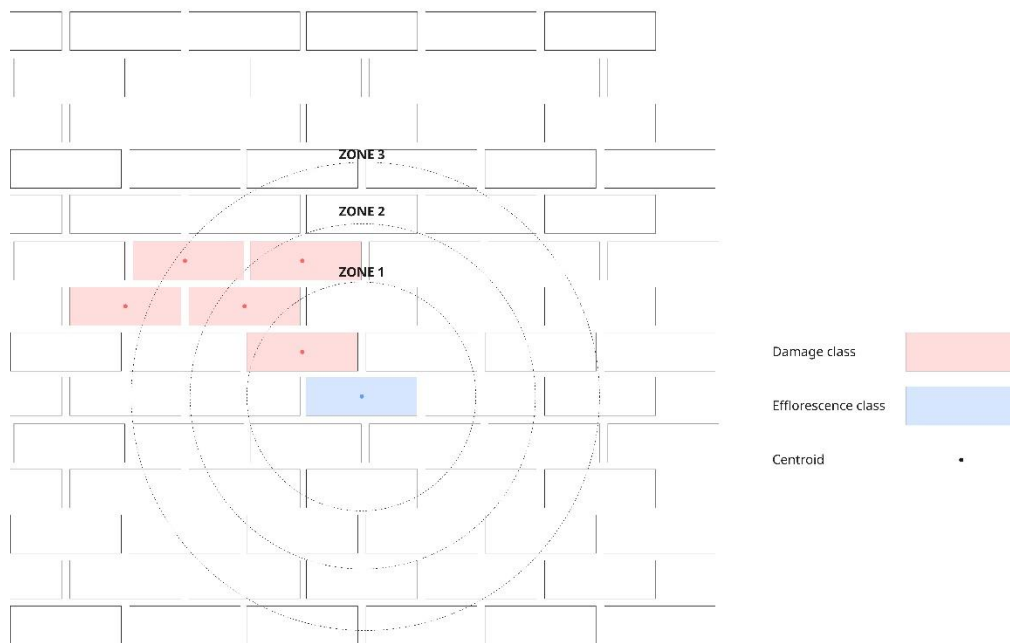 ZONE 3
ZONE 2
ZONE 1
Damage class
Efflorescence class
Centroid